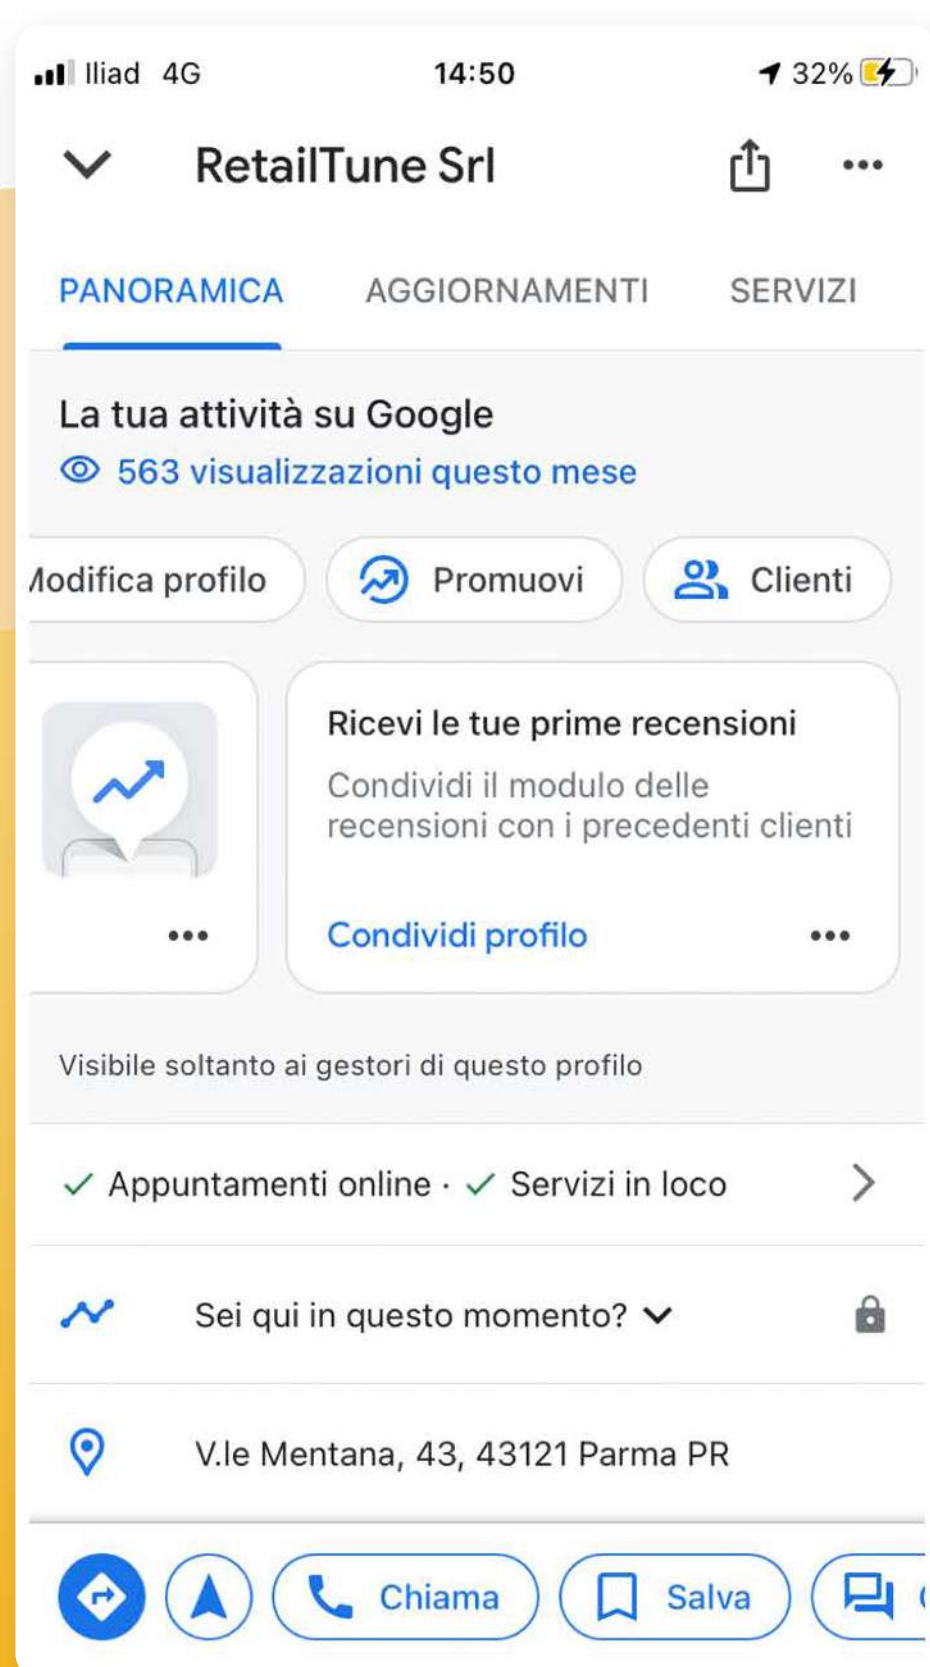 Iliad 4G 14:50 32%
RetailTune Srl
PANORAMICA AGGIORNAMENTI SERVIZI
La tua attività su Google
563 visualizzazioni questo mese
Modifica profilo Promuovi Clienti
Ricevi le tue prime recensioni
Condividi il modulo delle
recensioni con i precedenti clienti
Condividi profilo
Visibile soltanto ai gestori di questo profilo
Appuntamenti online · Servizi in loco
Sei qui in questo momento?
V.le Mentana, 43, 43121 Parma PR
Chiama Salva